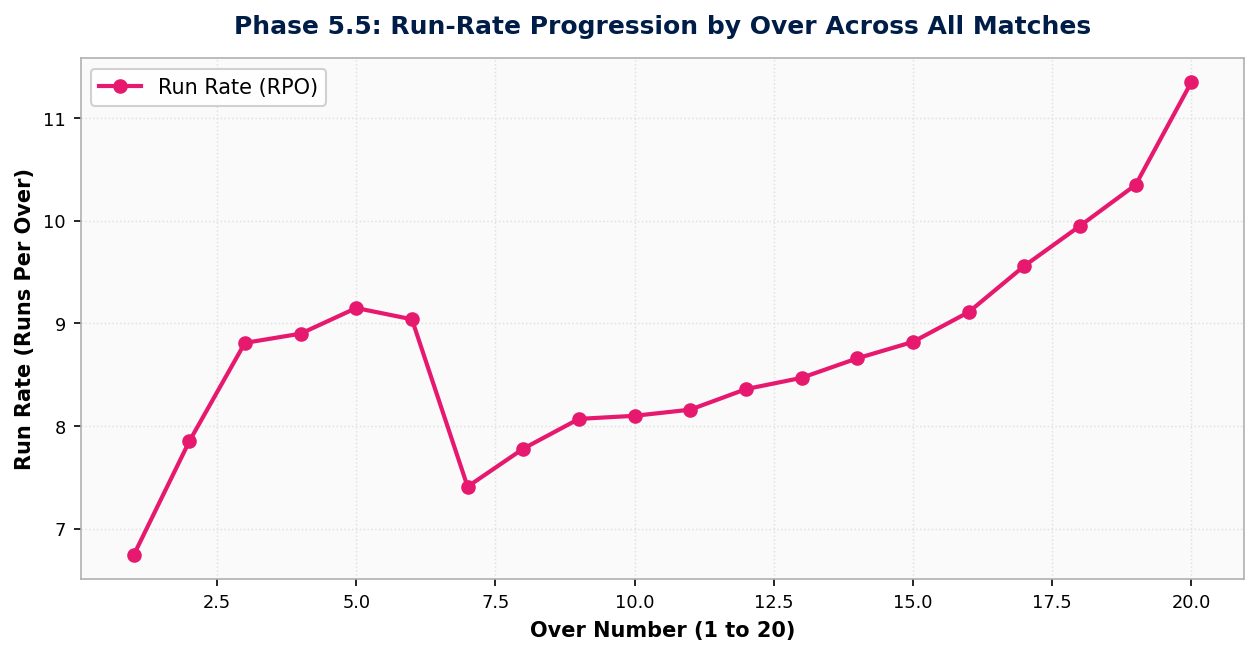 Phase 5.5: Run-Rate Progression by Over Across All Matches
Run Rate (RPO)
Run Rate (Runs Per Over)
11
10
9
8
7
2.5 5.0 7.5 10.0 12.5 15.0 17.5 20.0
Over Number (1 to 20)